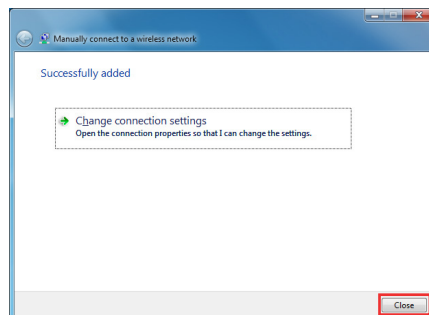 Manually connect to a wireless network
Successfully added
Change connection settings
Open the connection properties so that I can change the settings.
Close